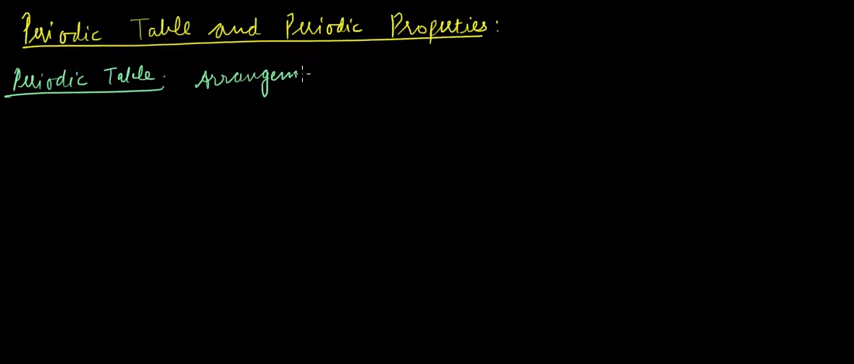 Periodic Table and Periodic Properties:
Periodic Table: Arrangem